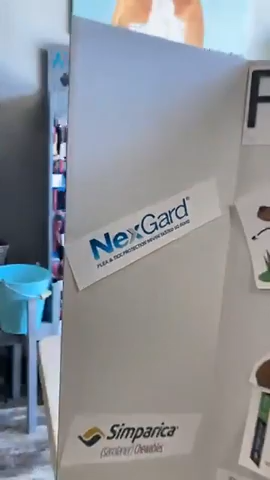 NexGard®
FLEA & TICK PROTECTION NEVER TASTED SO GOOD
Simparica
(sarolaner) Chewables
F